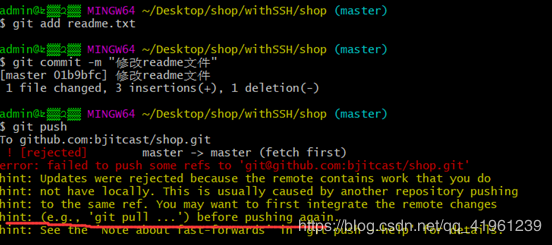 admin@ MINGW64 ~/Desktop/shop/withSSH/shop (master)
$ git add readme.txt
admin@ MINGW64 ~/Desktop/shop/withSSH/shop (master)
$ git commit -m "修改readme文件"
[master 01b9bfc] 修改readme文件
1 file changed, 3 insertions(+), 1 deletion(-)
admin@ MINGW64 ~/Desktop/shop/withSSH/shop (master)
$ git push
To github.com:bjitcast/shop.git
! [rejected] master -> master (fetch first)
error: failed to push some refs to 'git@github.com:bjitcast/shop.git'
hint: Updates were rejected because the remote contains work that you do
hint: not have locally. This is usually caused by another repository pushing
hint: to the same ref. You may want to first integrate the remote changes
hint: (e.g., 'git pull ...') before pushing again.
hint: See the 'Note about fast-forwards' in 'git push --help' for details.
https://blog.csdn.net/qq_41961239